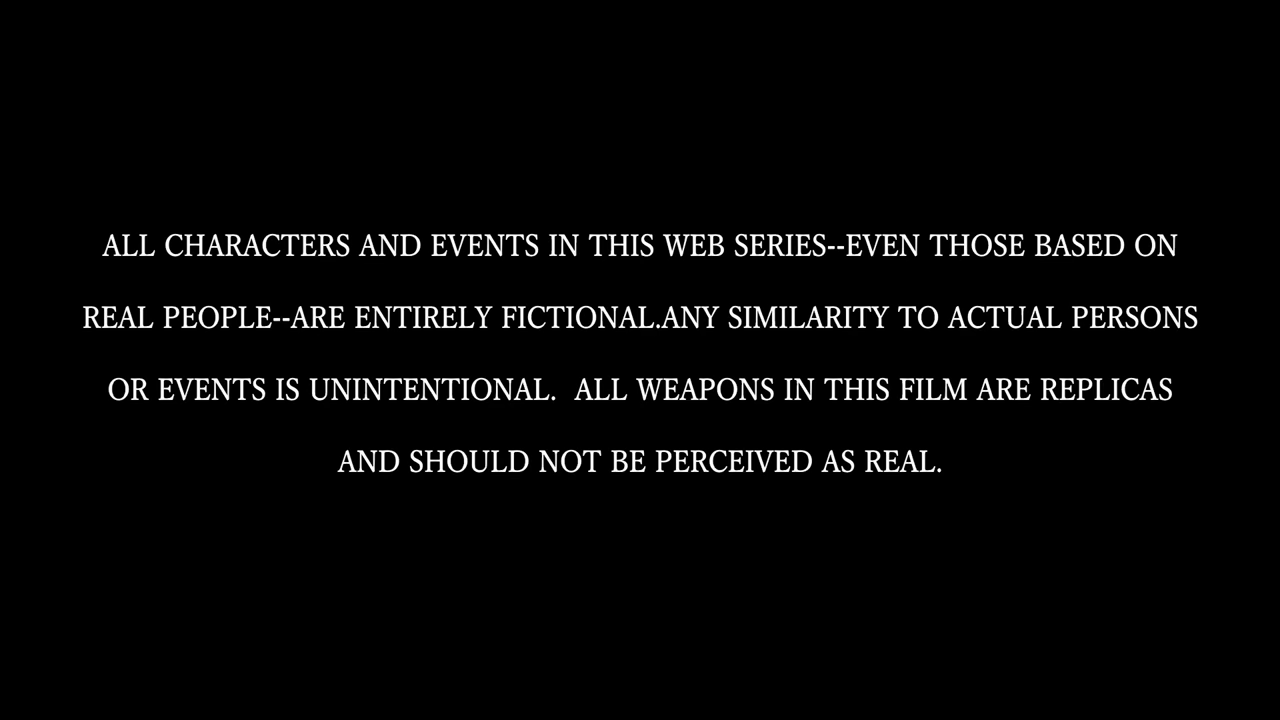 ALL CHARACTERS AND EVENTS IN THIS WEB SERIES--EVEN THOSE BASED ON
REAL PEOPLE--ARE ENTIRELY FICTIONAL.ANY SIMILARITY TO ACTUAL PERSONS
OR EVENTS IS UNINTENTIONAL.  ALL WEAPONS IN THIS FILM ARE REPLICAS
AND SHOULD NOT BE PERCEIVED AS REAL.